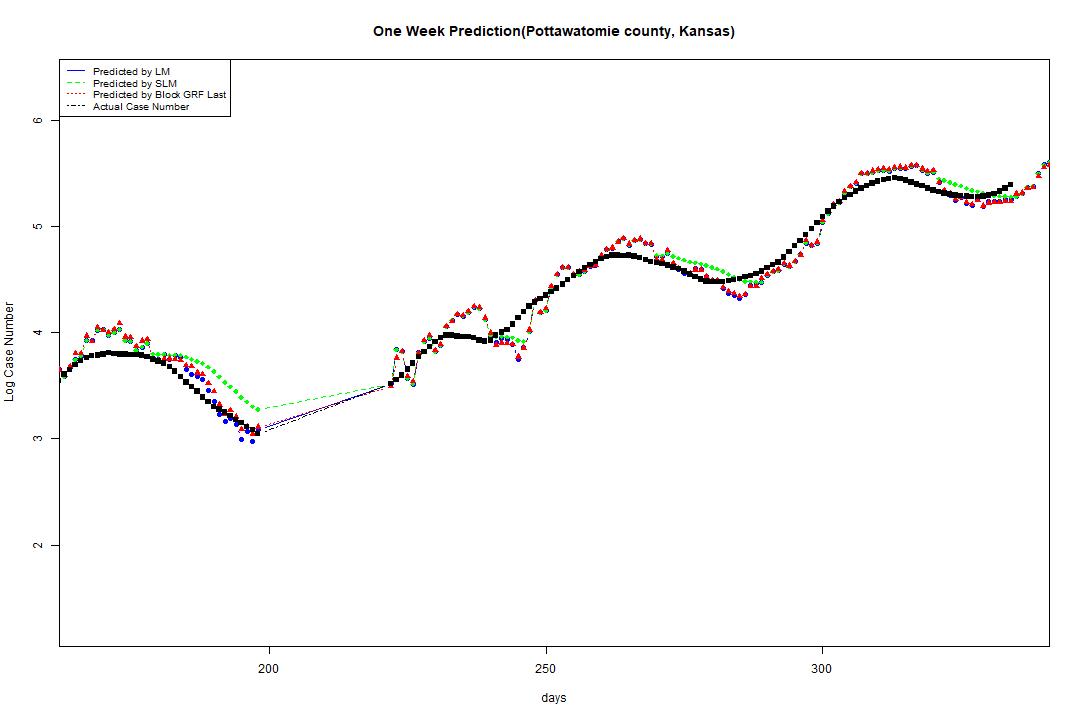 One Week Prediction(Pottawatomie county, Kansas)
Predicted by LM
Predicted by SLM
Predicted by Block GRF Last
Actual Case Number
Log Case Number
6
5
4
3
2
200
250
300
days